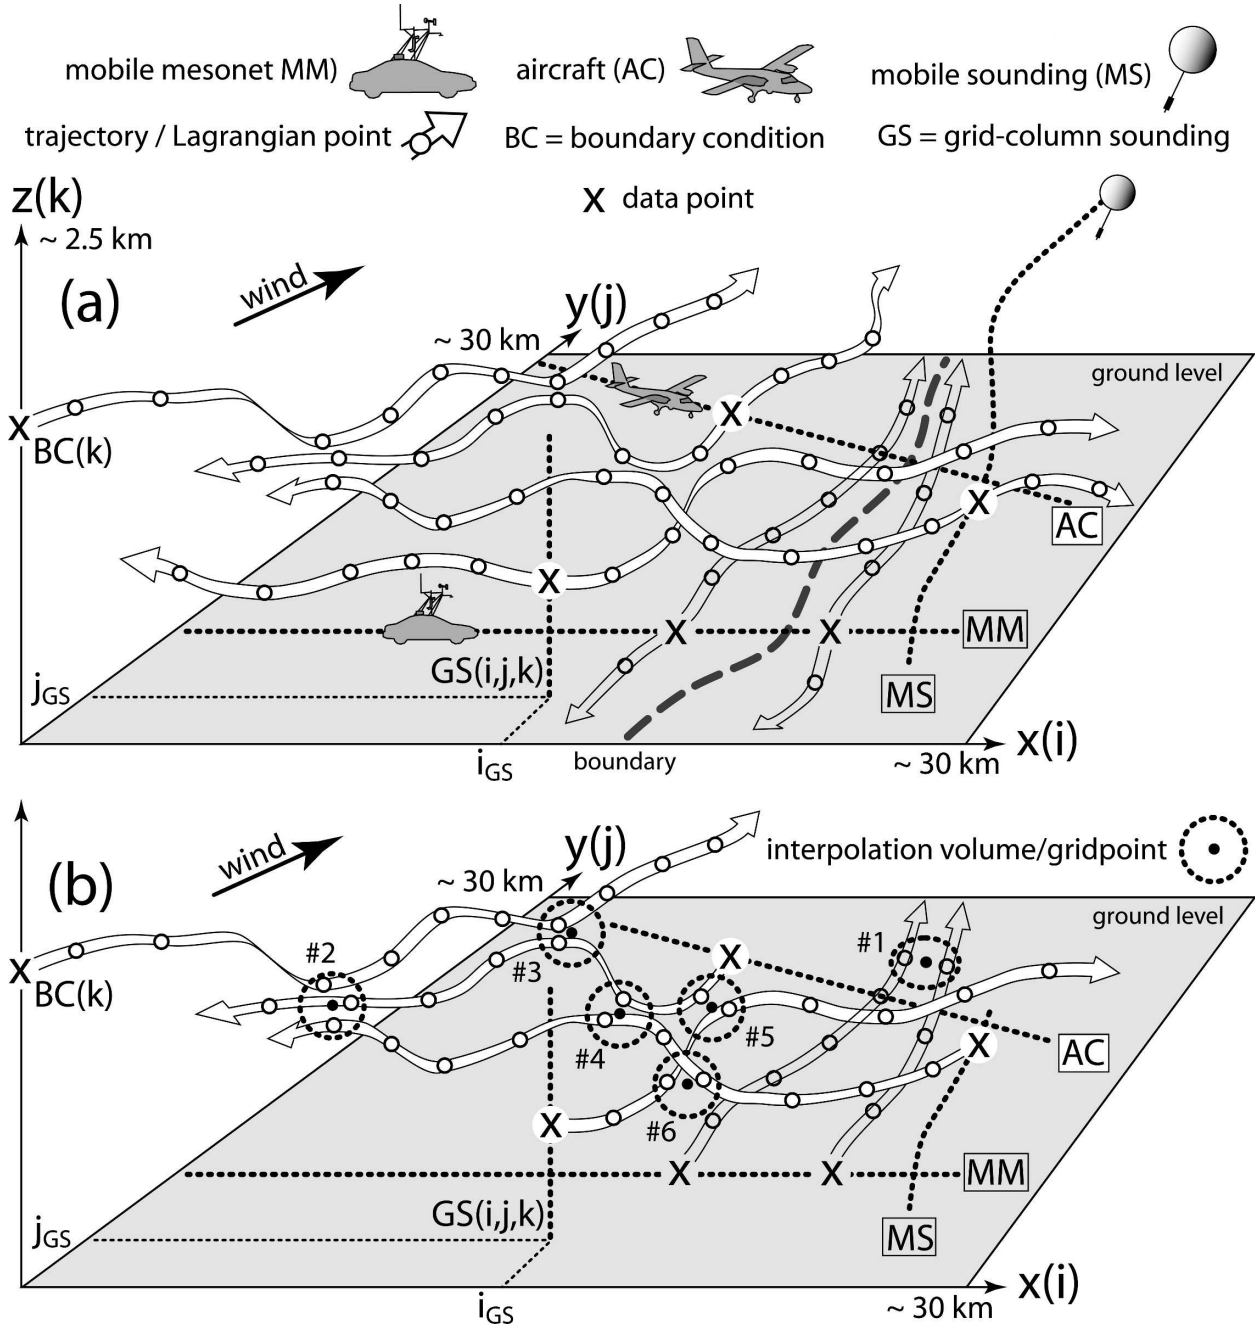 mobile mesonet MM)
aircraft (AC)
mobile sounding (MS)
trajectory / Lagrangian point
BC = boundary condition
GS = grid-column sounding
X data point
z(k)
~ 2.5 km
(a)
wind
y(j)
~ 30 km
ground level
X
BC(k)
X
X
AC
X
X
X
MM
GS(i,j,k)
MS
jGS
iGS
boundary
~ 30 km
x(i)
(b)
wind
y(j)
~ 30 km
interpolation volume/gridpoint
ground level
#2
#3
#1
X
X
BC(k)
#4
#5
X
AC
X
#6
X
X
MM
GS(i,j,k)
MS
jGS
iGS
~ 30 km
x(i)